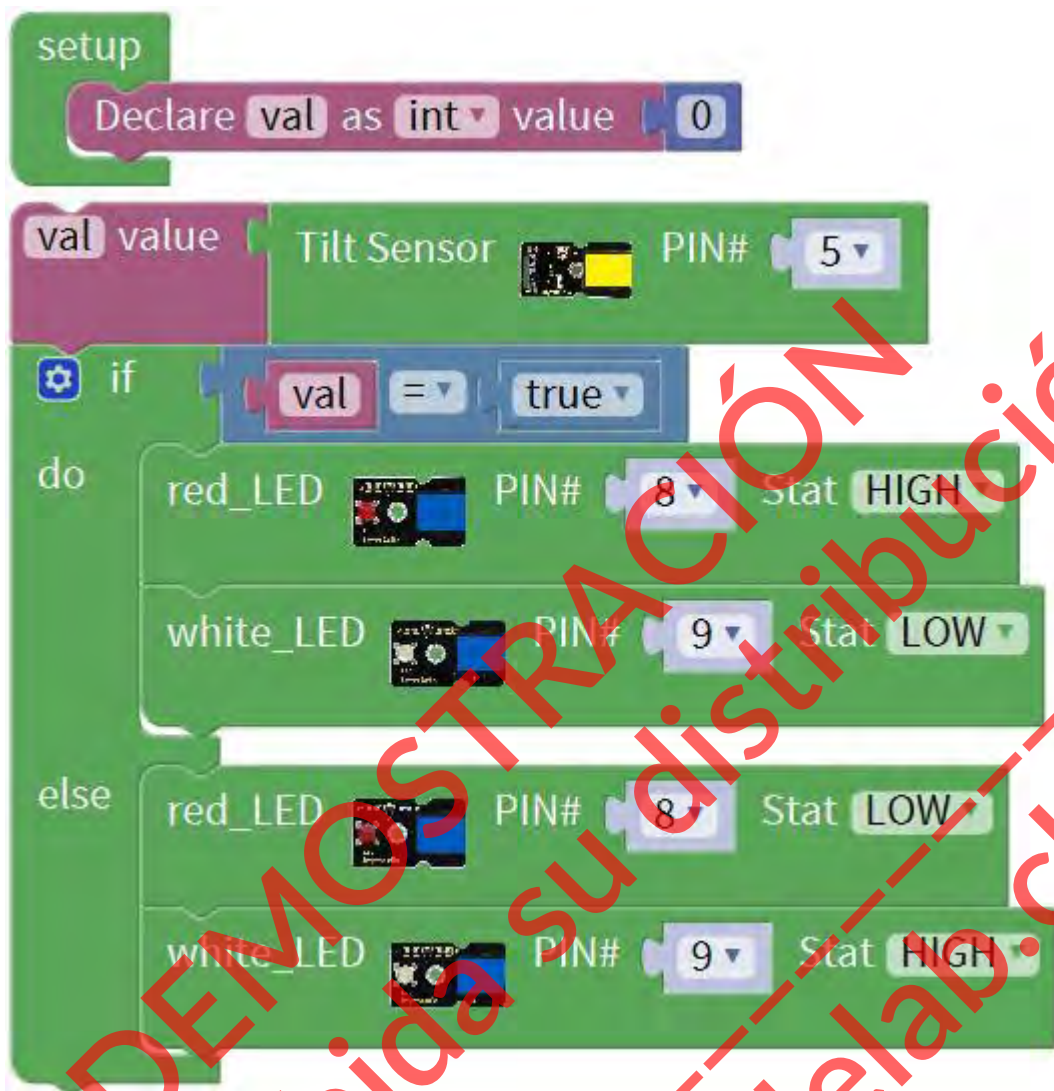 setup
Declare val as int value 0
val value Tilt Sensor PIN# 5
if val = true
do red_LED PIN# 8 Stat HIGH
white_LED PIN# 9 Stat LOW
else red_LED PIN# 8 Stat LOW
white_LED PIN# 9 Stat HIGH
DEMOSTRACIÓN
su distribució